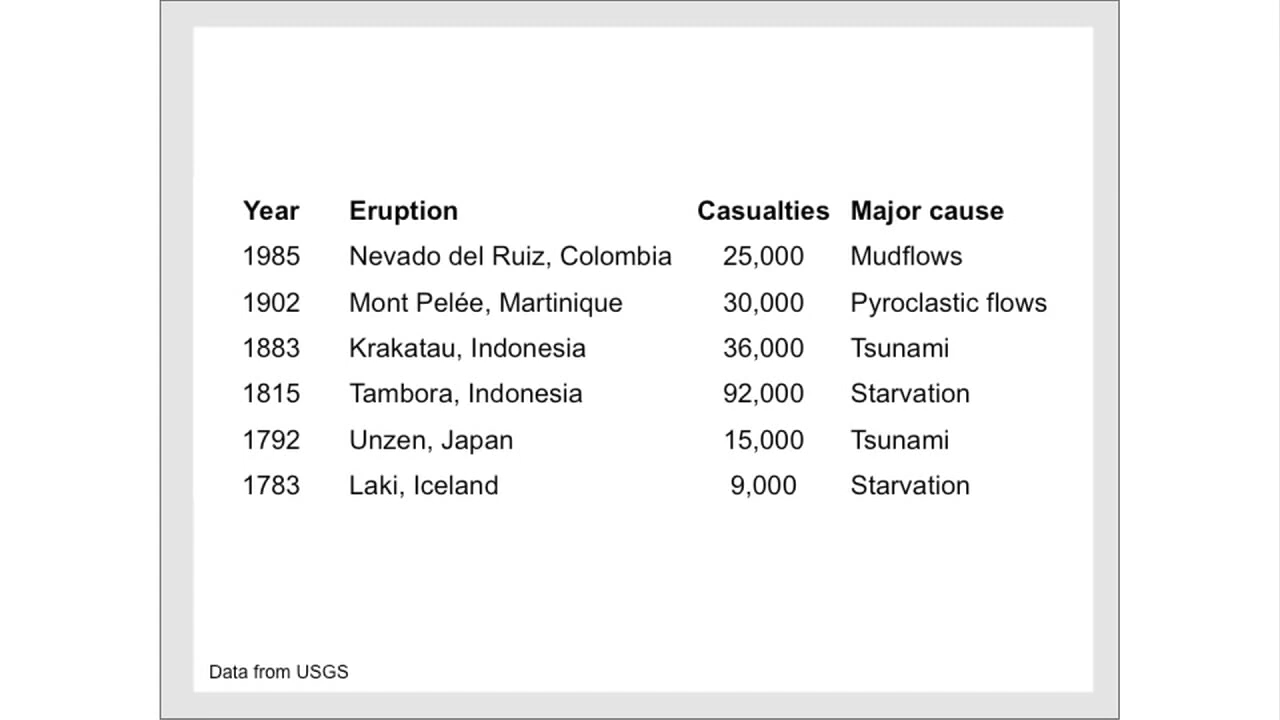 Year Eruption Casualties Major cause
1985 Nevado del Ruiz, Colombia 25,000 Mudflows
1902 Mont Pelée, Martinique 30,000 Pyroclastic flows
1883 Krakatau, Indonesia 36,000 Tsunami
1815 Tambora, Indonesia 92,000 Starvation
1792 Unzen, Japan 15,000 Tsunami
1783 Laki, Iceland 9,000 Starvation
Data from USGS